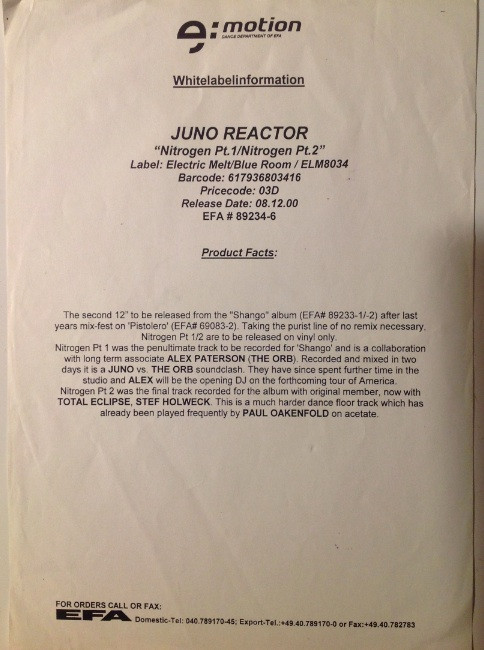 e:motion
DANCE DEPARTMENT OF EFA
Whitelabelinformation
JUNO REACTOR
"Nitrogen Pt.1/Nitrogen Pt.2"
Label: Electric Melt/Blue Room / ELM8034
Barcode: 617936803416
Pricecode: 03D
Release Date: 08.12.00
EFA # 89234-6
Product Facts:
The second 12" to be released from the "Shango" album (EFA# 89233-1/-2) after last
years mix-fest on 'Pistolero' (EFA# 69083-2). Taking the purist line of no remix necessary.
Nitrogen Pt 1/2 are to be released on vinyl only.
Nitrogen Pt 1 was the penultimate track to be recorded for 'Shango' and is a collaboration
with long term associate ALEX PATERSON (THE ORB). Recorded and mixed in two
days it is a JUNO vs. THE ORB soundclash. They have since spent further time in the
studio and ALEX will be the opening DJ on the forthcoming tour of America.
Nitrogen Pt 2 was the final track recorded for the album with original member, now with
TOTAL ECLIPSE, STEF HOLWECK. This is a much harder dance floor track which has
already been played frequently by PAUL OAKENFOLD on acetate.
FOR ORDERS CALL OR FAX:
EFA Domestic-Tel: 040.789170-45; Export-Tel.:+49.40.789170-0 or Fax:+49.40.782783